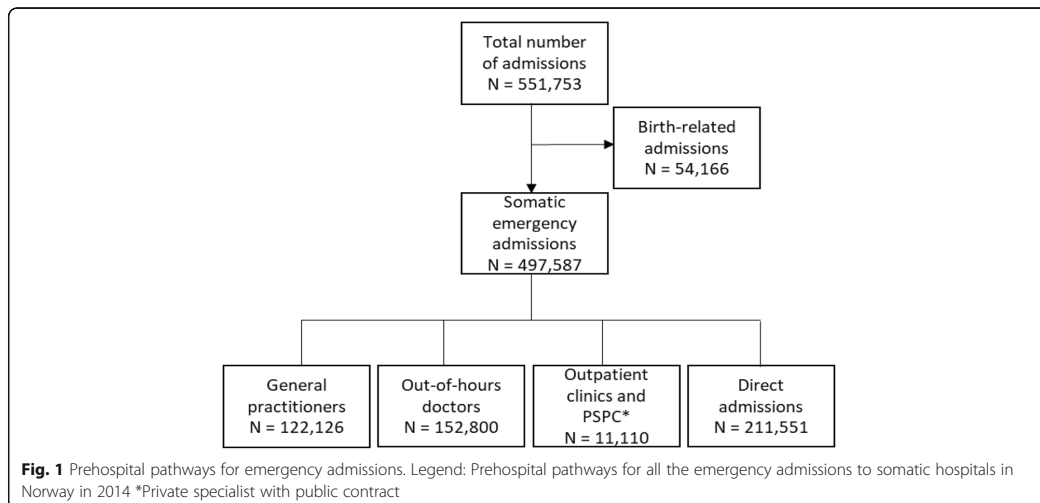 Total number
of admissions
N = 551,753
Birth-related
admissions
N = 54,166
Somatic
emergency
admissions
N = 497,587
General
practitioners
N = 122,126
Out-of-hours
doctors
N = 152,800
Outpatient
clinics and
PSPC*
N = 11,110
Direct
admissions
N = 211,551
Fig. 1 Prehospital pathways for emergency admissions. Legend: Prehospital pathways for all the emergency admissions to somatic hospitals in
Norway in 2014 *Private specialist with public contract